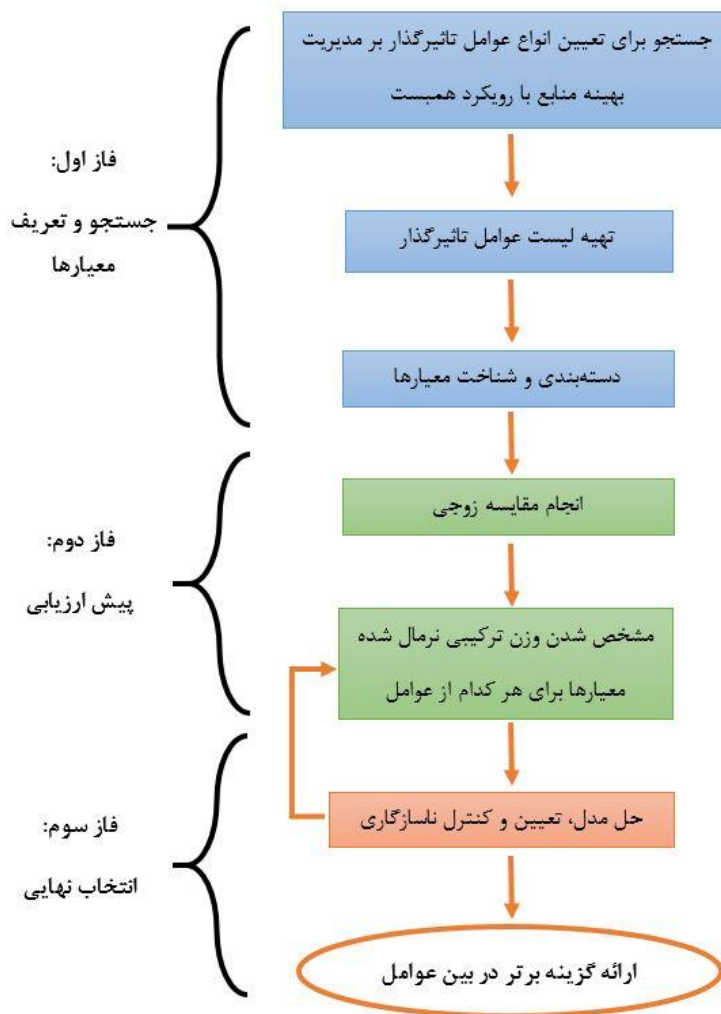 جستجو برای تعیین انواع عوامل تاثیرگذار بر مدیریت
بهینه منابع با رویکرد همبست
فاز اول:
جستجو و تعریف
معیارها
تهیه لیست عوامل تاثیرگذار
دسته‌بندی و شناخت معیارها
انجام مقایسه زوجی
فاز دوم:
پیش ارزیابی
مشخص شدن وزن ترکیبی نرمال شده
معیارها برای هر کدام از عوامل
حل مدل، تعیین و کنترل ناسازگاری
فاز سوم:
انتخاب نهایی
ارائه گزینه برتر در بین عوامل